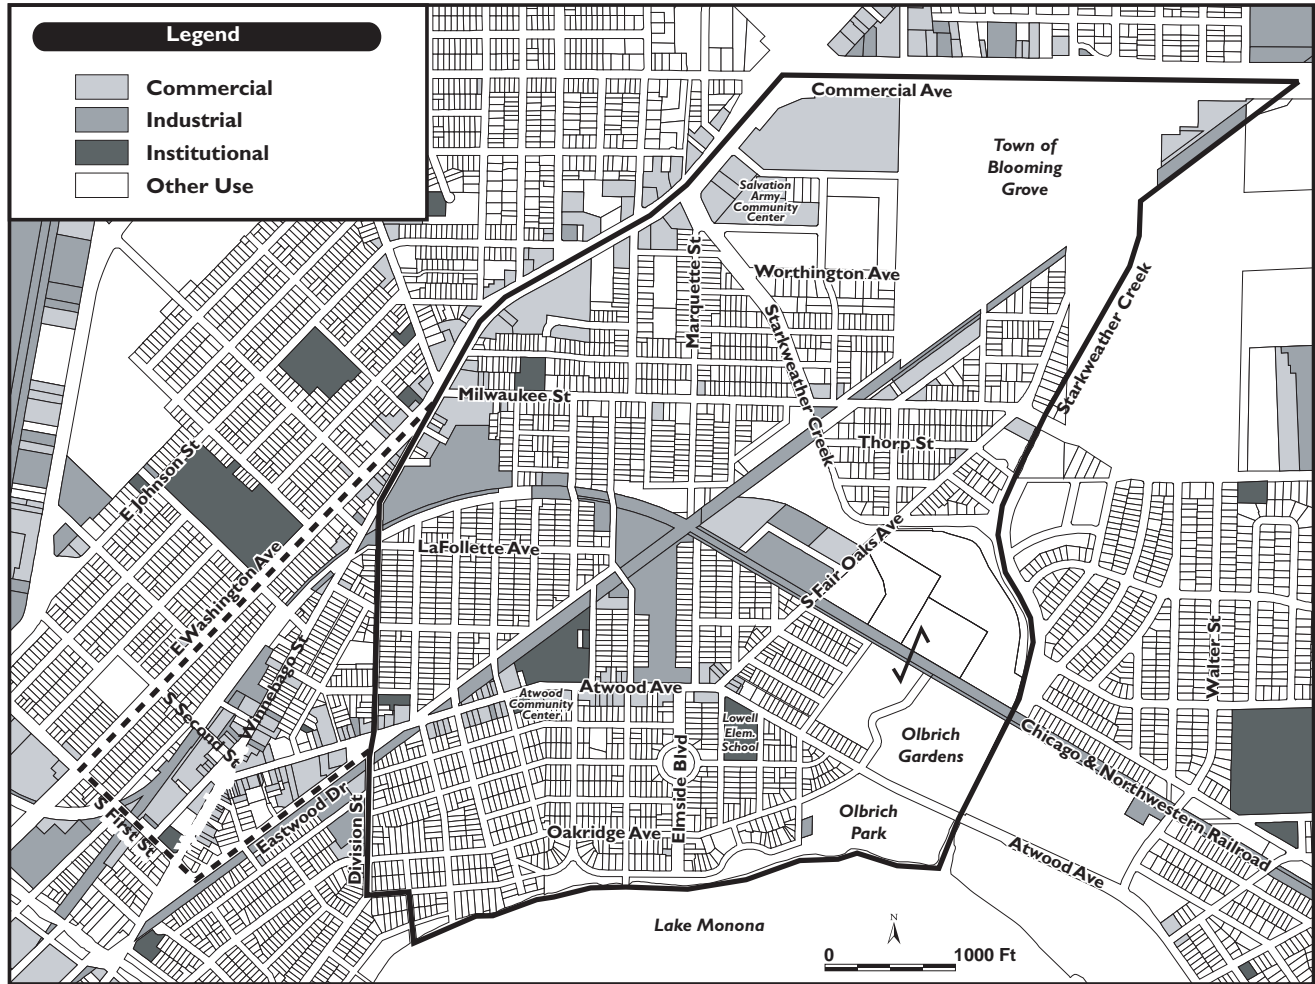 Legend
Commercial
Industrial
Institutional
Other Use
Commercial Ave
Town of
Blooming
Grove
Salvation
Army
Community
Center
Marquette St
Worthington Ave
Starkweather Creek
Starkweather Creek
Milwaukee St
Thorp St
E Johnson St
E Washington Ave
LaFollette Ave
S Fair Oaks Ave
Winnebago St
S Second St
Walter St
Atwood
Community
Center
Atwood Ave
Lowell
Elem.
School
Olbrich
Gardens
Chicago & Northwestern Railroad
S First St
Eastwood Dr
Division St
Elmside Blvd
Oakridge Ave
Olbrich
Park
Atwood Ave
Lake Monona
N
0 1000 Ft